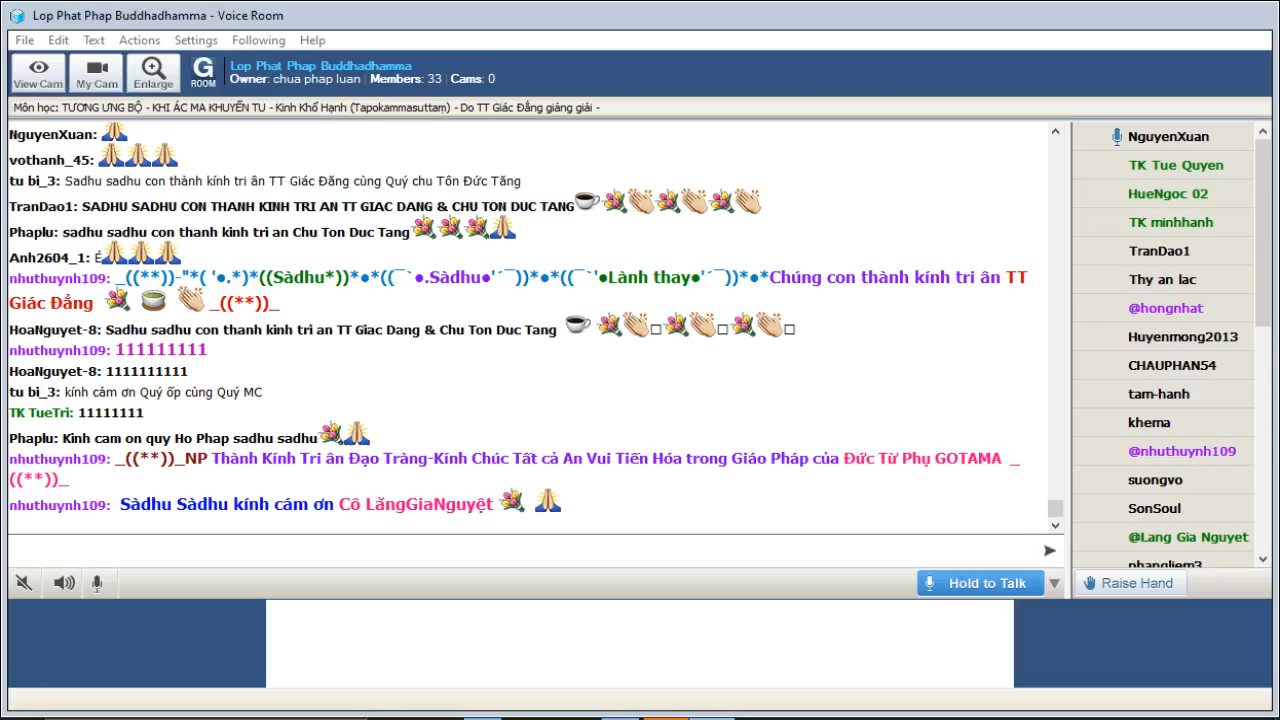 Lop Phat Phap Buddhadhamma - Voice Room
File Edit Text Actions Settings Following Help
View Cam My Cam Enlarge G ROOM
Lop Phat Phap Buddhadhamma
Owner: chua phap luan | Members: 33 | Cams: 0
Môn học: TƯƠNG ƯNG BỘ - KHI ÁC MA KHUYẾN TU - Kinh Khổ Hạnh (Tapokammasuttaṃ) - Do TT Giác Đẳng giảng giải -
NguyenXuan: 🙏
vothanh_45: 🙏🙏🙏
tu bi_3: Sadhu sadhu con thành kính tri ân TT Giác Đăng cùng Quý chu Tôn Đức Tăng
TranDao1: SADHU SADHU CON THANH KINH TRI AN TT GIAC DANG & CHU TON DUC TANG☕💐👏💐👏💐👏
Phaplu: sadhu sadhu con thanh kinh tri an Chu Ton Duc Tang💐💐💐🙏
Anh2604_1: É🙏🙏🙏
nhuthuynh109: _((**))-"*( '●.*)*((Sàdhu*))*●*((¯`●.Sàdhu●'´¯))*●*((¯`'●Lành thay●'´¯))*●*Chúng con thành kính tri ân TT
Giác Đẳng 💐 🍵 👏 _((**))_
HoaNguyet-8: Sadhu sadhu con thanh kinh tri an TT Giac Dang & Chu Ton Duc Tang ☕ 💐👏□💐👏□💐👏□
nhuthuynh109: 111111111
HoaNguyet-8: 1111111111
tu bi_3: kính cảm ơn Quý ốp cùng Quý MC
TK TueTri: 11111111
Phaplu: Kinh cam on quy Ho Phap sadhu sadhu💐🙏
nhuthuynh109: _((**))_NP Thành Kính Tri ân Đạo Tràng-Kính Chúc Tất cả An Vui Tiến Hóa trong Giáo Pháp của Đức Từ Phụ GOTAMA _
((**))_
nhuthuynh109: Sàdhu Sàdhu kính cám ơn Cô LăngGiaNguyệt 💐 🙏
NguyenXuan
TK Tue Quyen
HueNgoc 02
TK minhhanh
TranDao1
Thy an lac
@hongnhat
Huyenmong2013
CHAUPHAN54
tam-hanh
khema
@nhuthuynh109
suongvo
SonSoul
@Lang Gia Nguyet
phangliem3
Hold to Talk
Raise Hand